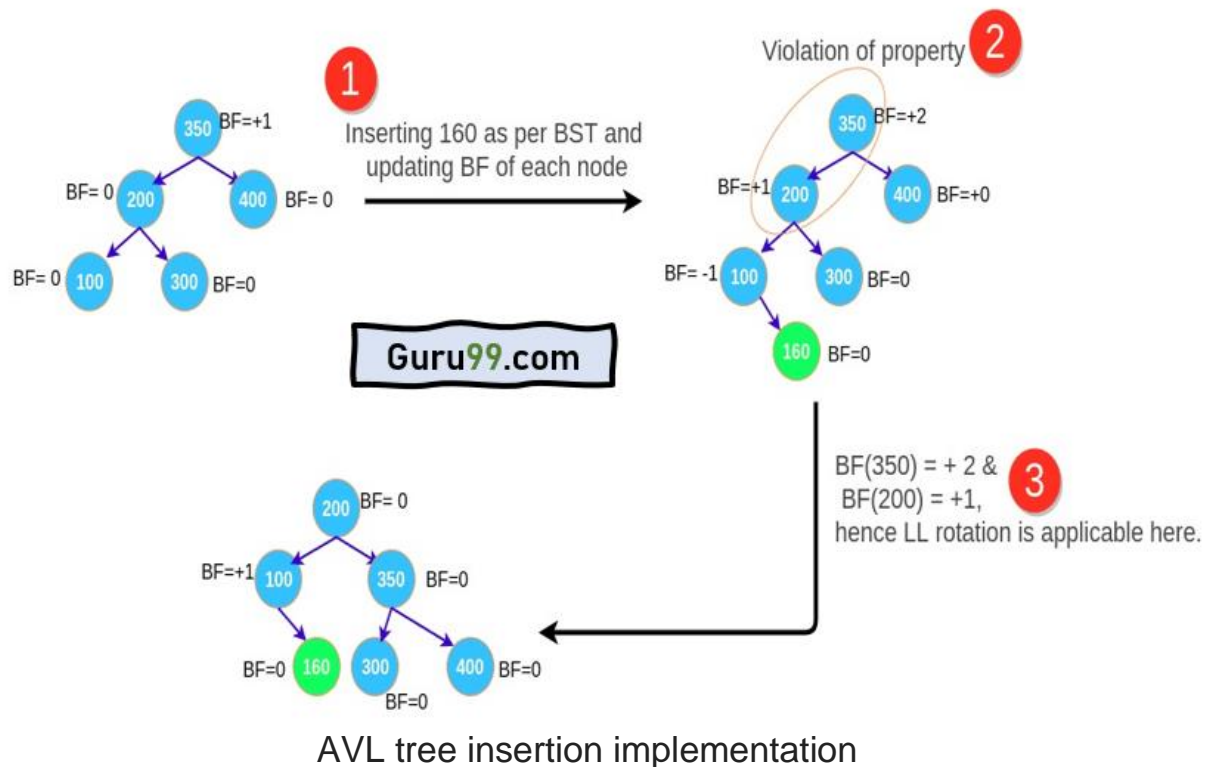 1
Violation of property 2
350 BF=+1
Inserting 160 as per BST and
updating BF of each node
350 BF=+2
BF= 0 200
400 BF= 0
BF=+1 200
400 BF=+0
BF= 0 100
300 BF=0
BF= -1 100
300 BF=0
Guru99.com
160 BF=0
BF(350) = + 2 &
BF(200) = +1,
3
hence LL rotation is applicable here.
200 BF= 0
BF=+1 100
350 BF=0
BF=0 160
300
400 BF=0
BF=0
AVL tree insertion implementation